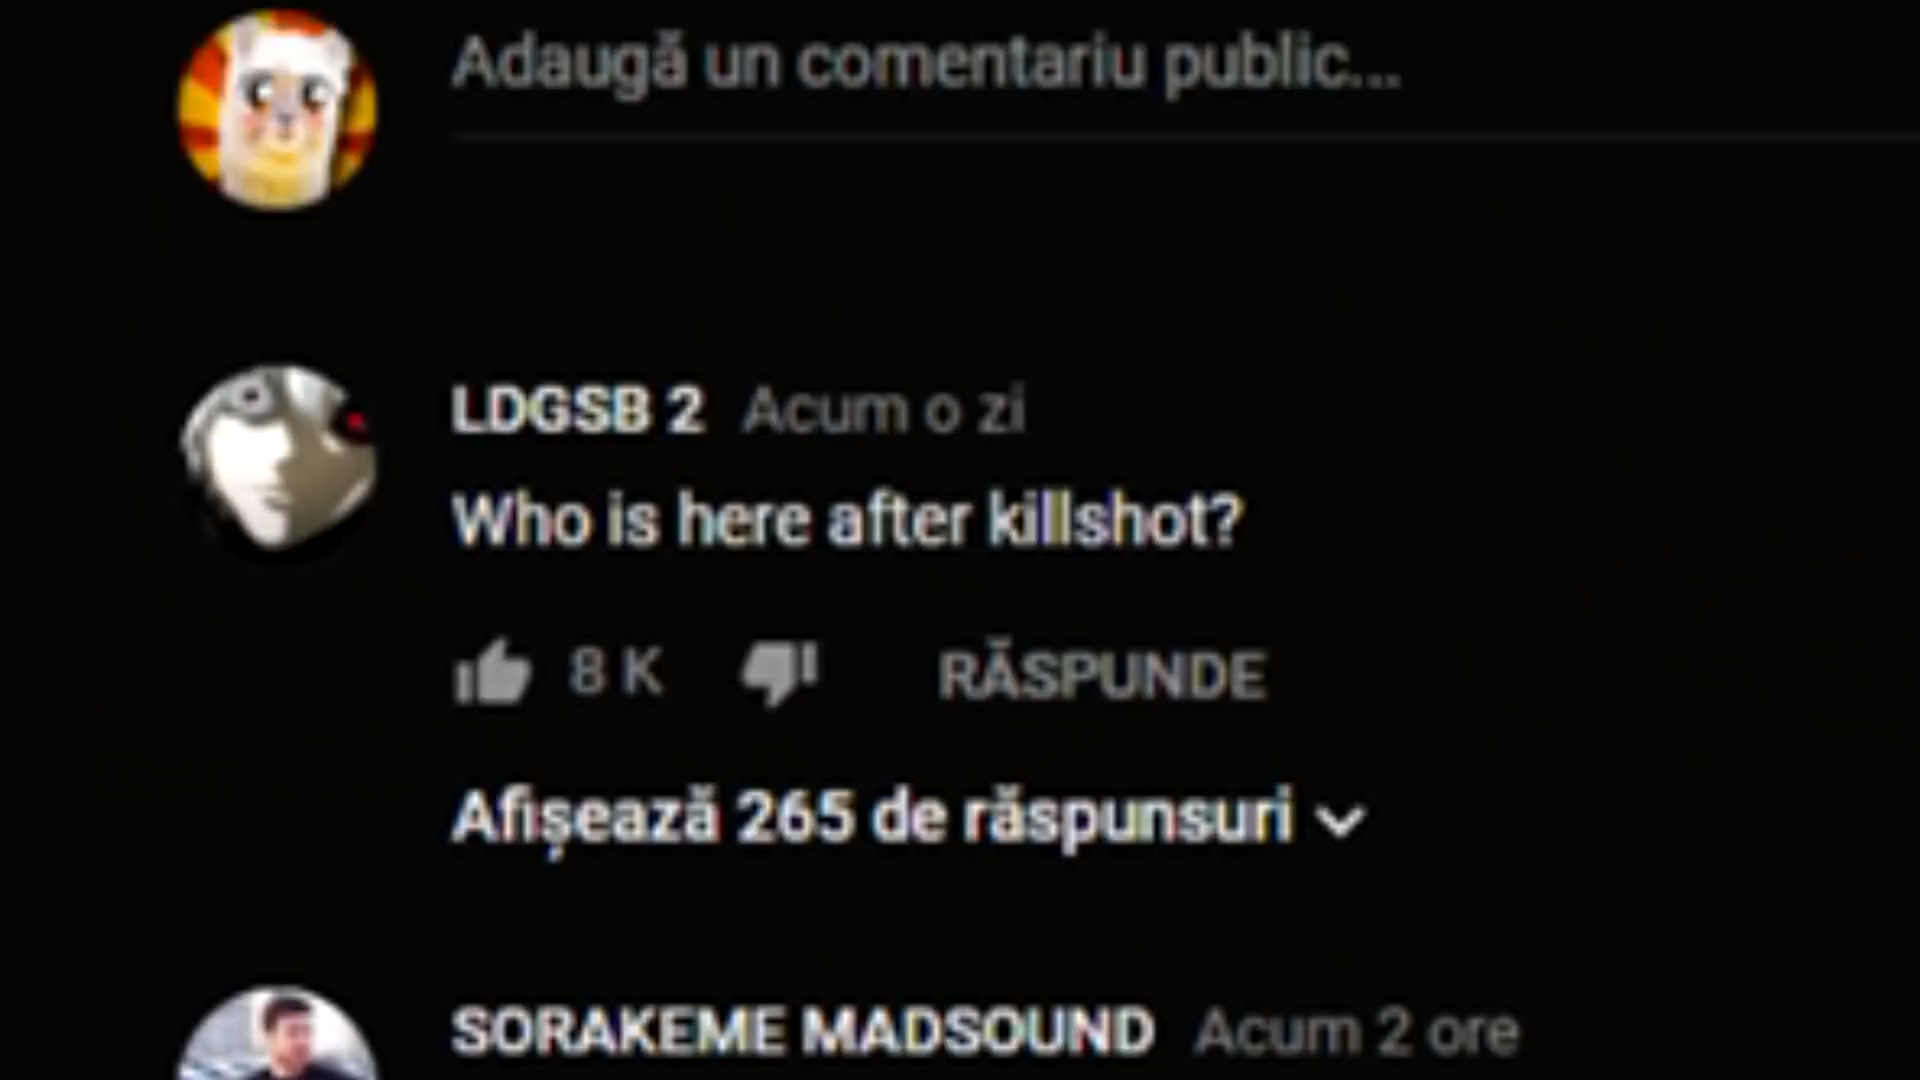 Adaugă un comentariu public...
LDGSB 2 Acum o zi
Who is here after killshot?
8 K RĂSPUNDE
Afișează 265 de răspunsuri
SORAKEME MADSOUND Acum 2 ore